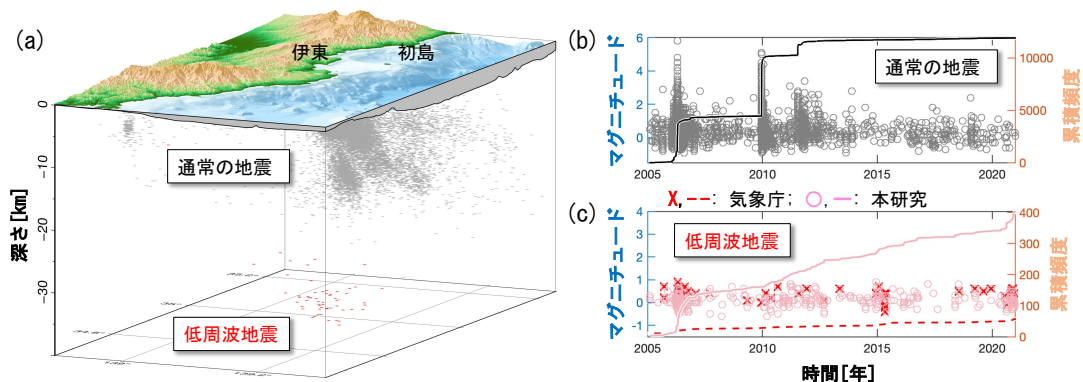 (a)
伊東
初島
0
-10
-20
-30
深さ[km]
通常の地震
低周波地震
(b)
マグニチュード
6
4
2
0
通常の地震
10000
5000
0
累積頻度
2005
2010
2015
2020
X, - - -: 気象庁; ○, —: 本研究
(c)
マグニチュード
4
3
2
1
0
-1
低周波地震
400
300
200
100
0
累積頻度
2005
2010
2015
2020
時間[年]